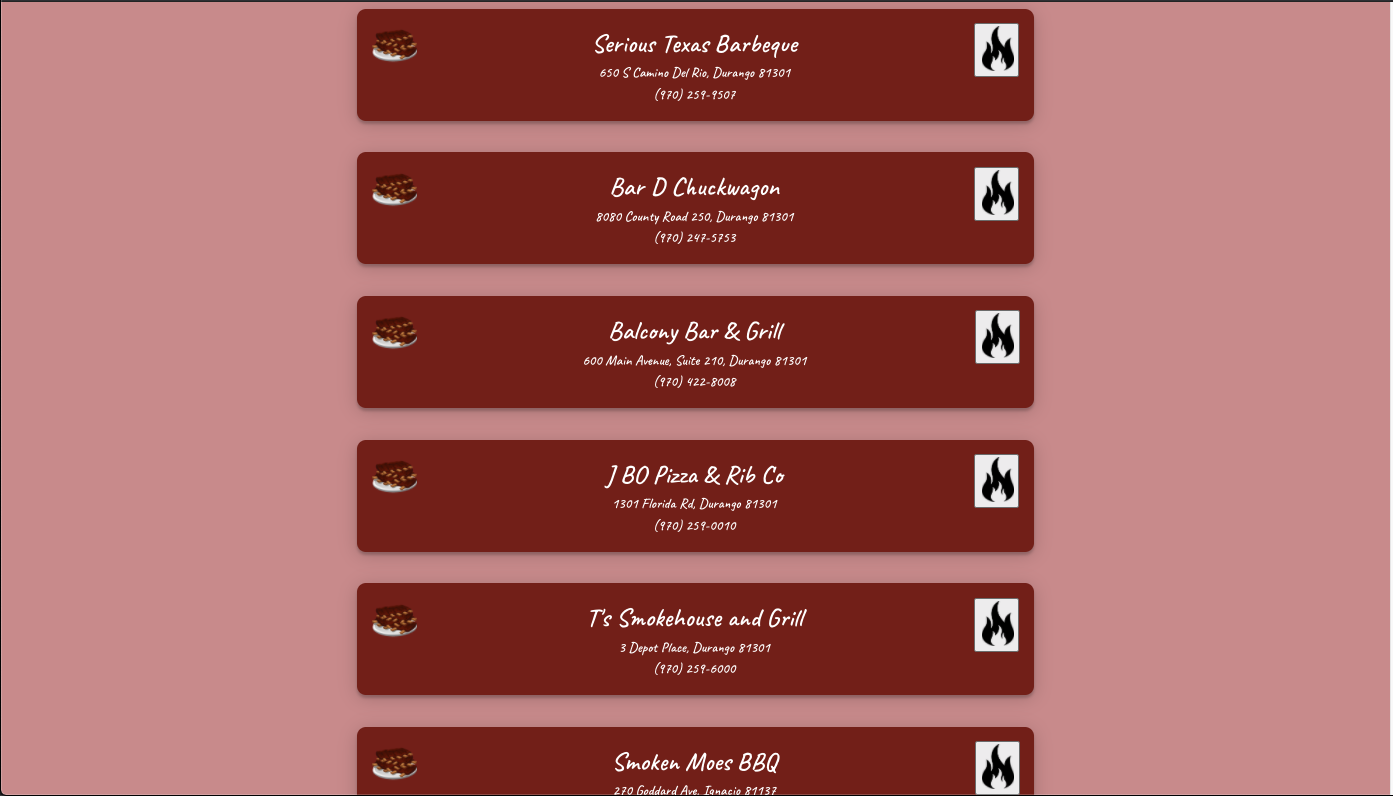 Serious Texas Barbeque
650 S Camino Del Rio, Durango 81301
(970) 259-9507
Bar D Chuckwagon
8080 County Road 250, Durango 81301
(970) 247-5753
Balcony Bar & Grill
600 Main Avenue, Suite 210, Durango 81301
(970) 422-8008
J BO Pizza & Rib Co
1301 Florida Rd, Durango 81301
(970) 259-0010
T's Smokehouse and Grill
3 Depot Place, Durango 81301
(970) 259-6000
Smoken Moes BBQ
270 Goddard Ave, Ignacio 81137